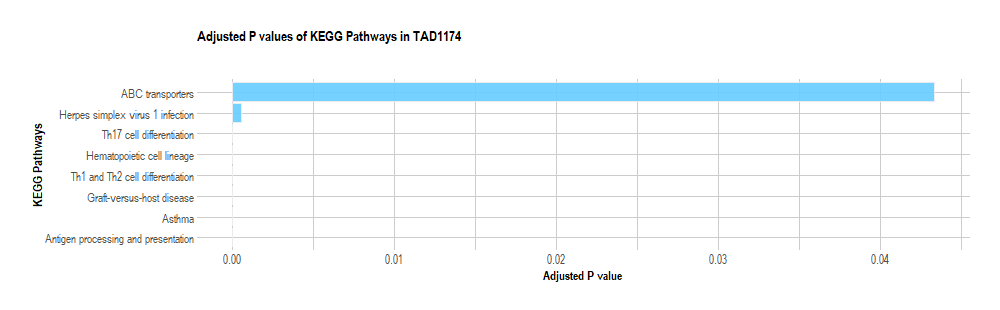 Adjusted P values of KEGG Pathways in TAD1174
KEGG Pathways
ABC transporters
Herpes simplex virus 1 infection
Th17 cell differentiation
Hematopoietic cell lineage
Th1 and Th2 cell differentiation
Graft-versus-host disease
Asthma
Antigen processing and presentation
0.00 0.01 0.02 0.03 0.04
Adjusted P value